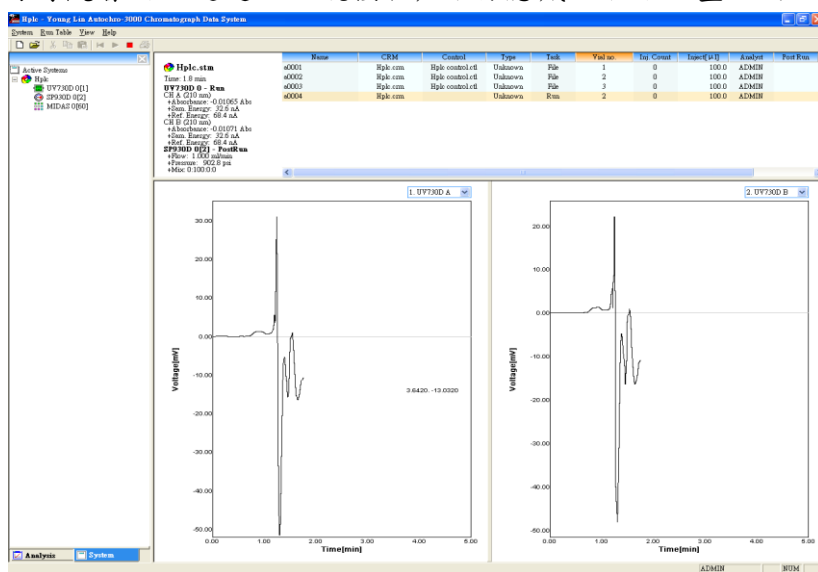 Hplc - Young Lin Autochro-3000 Chromatograph Data System
System Run Table View Help
Active Systems
Hplc
UV730D 0[1]
SP930D 0[2]
MIDAS 0[60]
Hplc.stm
Time: 1.8 min
UV730D 0 - Run
CH A (210 nm)
+Absorbance: -0.01065 Abs
+Sam. Energy: 32.6 nA
+Ref. Energy: 68.4 nA
CH B (210 nm)
+Absorbance: -0.01071 Abs
+Sam. Energy: 32.6 nA
+Ref. Energy: 68.4 nA
SP930D 0[2] - PostRun
+Flow: 1.000 ml/min
+Pressure: 902.8 psi
+Mix: 0:100:0:0
Name CRM Control Type Task Vial no. Inj. Count Inject[µl] Analyst Post Run
s0001 Hplc.crm Hplc control.ctl Unknown File 1 0 100.0 ADMIN
s0002 Hplc.crm Hplc control.ctl Unknown File 2 0 100.0 ADMIN
s0003 Hplc.crm Hplc control.ctl Unknown File 3 0 100.0 ADMIN
s0004 Hplc.crm Hplc control.ctl Unknown Run 2 0 100.0 ADMIN
1. UV730D A
30.00
20.00
10.00
0.00
-10.00
-20.00
-30.00
-40.00
-50.00
Voltage[mV]
3.6420, -13.0320
0.00 1.00 2.00 3.00 4.00 5.00
Time[min]
2. UV730D B
20.00
10.00
0.00
-10.00
-20.00
-30.00
-40.00
-50.00
Voltage[mV]
0.00 1.00 2.00 3.00 4.00 5.00
Time[min]
Analysis System
ADMIN NUM